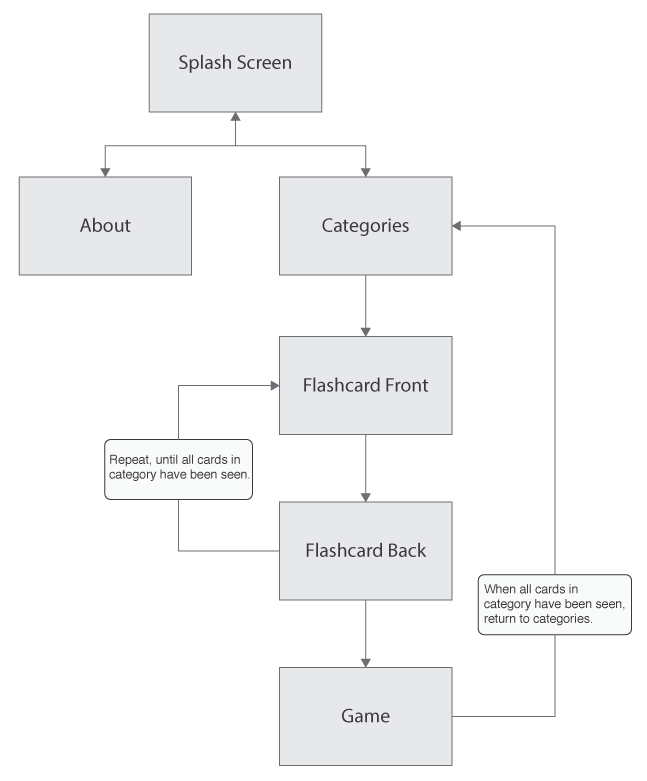 Splash Screen
About
Categories
Flashcard Front
Repeat, until all cards in
category have been seen.
Flashcard Back
When all cards in
category have been seen,
return to categories.
Game